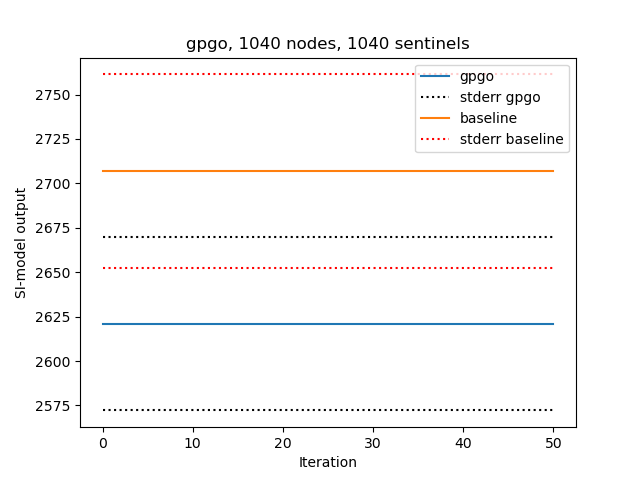 gpgo, 1040 nodes, 1040 sentinels
gpgo
stderr gpgo
baseline
stderr baseline
SI-model output
2750
2725
2700
2675
2650
2625
2600
2575
0 10 20 30 40 50
Iteration